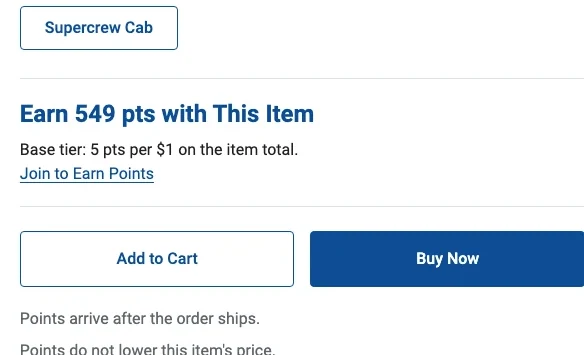 Supercrew Cab
Earn 549 pts with This Item
Base tier: 5 pts per $1 on the item total.
Join to Earn Points
Add to Cart
Buy Now
Points arrive after the order ships.
Points do not lower this item's price.